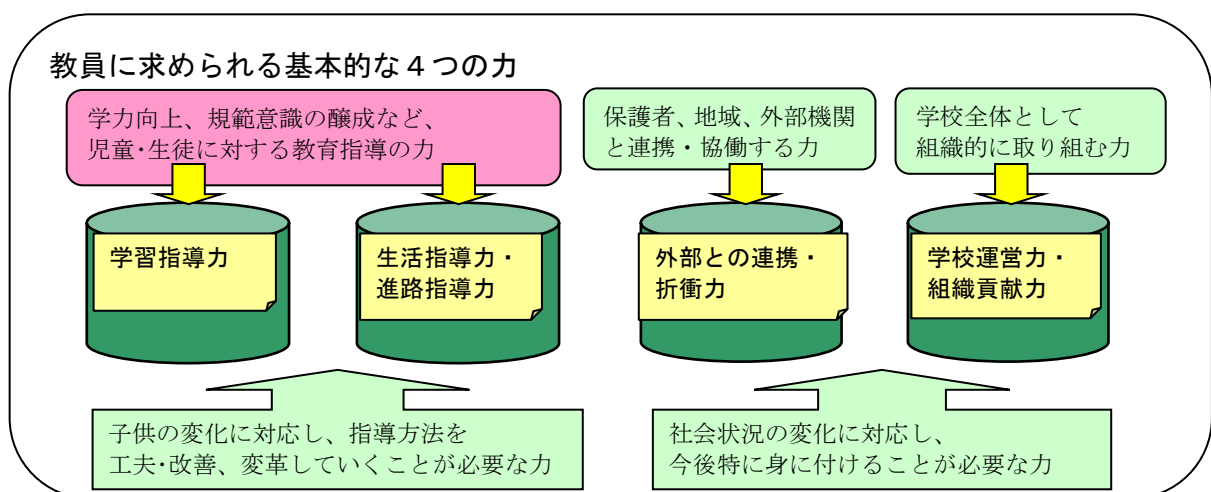 教員に求められる基本的な４つの力
学力向上、規範意識の醸成など、
児童・生徒に対する教育指導の力
保護者、地域、外部機関
と連携・協働する力
学校全体として
組織的に取り組む力
学習指導力
生活指導力・
進路指導力
外部との連携・
折衝力
学校運営力・
組織貢献力
子供の変化に対応し、指導方法を
工夫・改善、変革していくことが必要な力
社会状況の変化に対応し、
今後特に身に付けることが必要な力